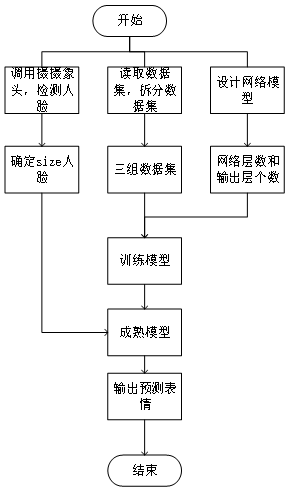 开始
调用摄摄象
头，检测人
脸
读取数据
集，拆分数
据集
设计网络模
型
确定size人
脸
三组数据集
网络层数和
输出层个数
训练模型
成熟模型
输出预测表
情
结束